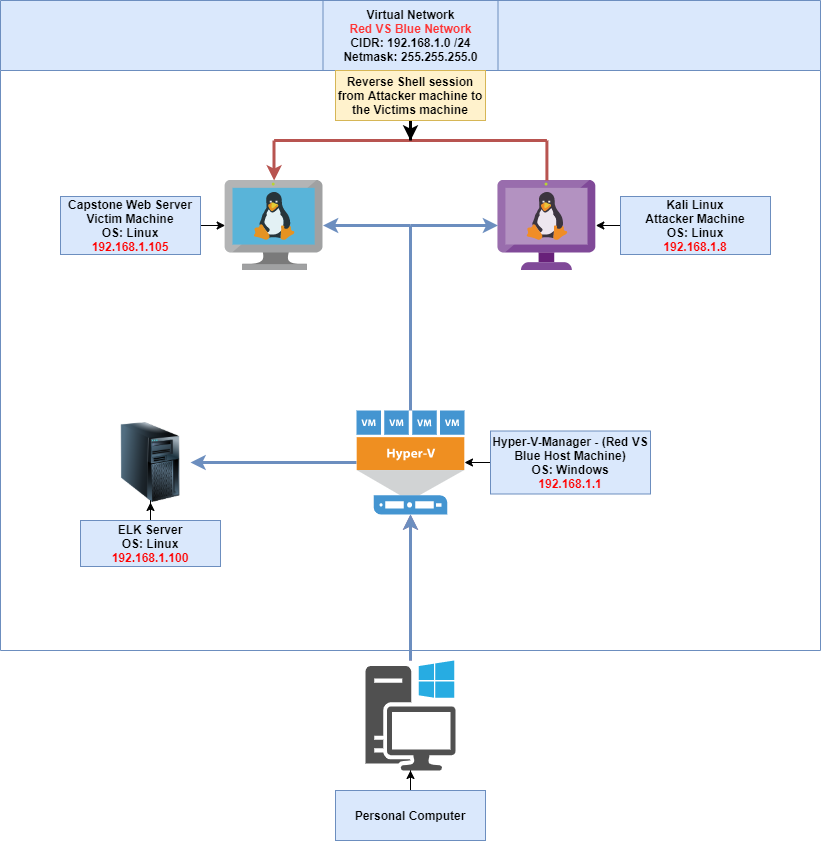 Virtual Network
Red VS Blue Network
CIDR: 192.168.1.0 /24
Netmask: 255.255.255.0
Reverse Shell session
from Attacker machine to
the Victims machine
Capstone Web Server
Victim Machine
OS: Linux
192.168.1.105
Kali Linux
Attacker Machine
OS: Linux
192.168.1.8
VM
VM
VM
VM
Hyper-V
Hyper-V-Manager - (Red VS
Blue Host Machine)
OS: Windows
192.168.1.1
ELK Server
OS: Linux
192.168.1.100
Personal Computer